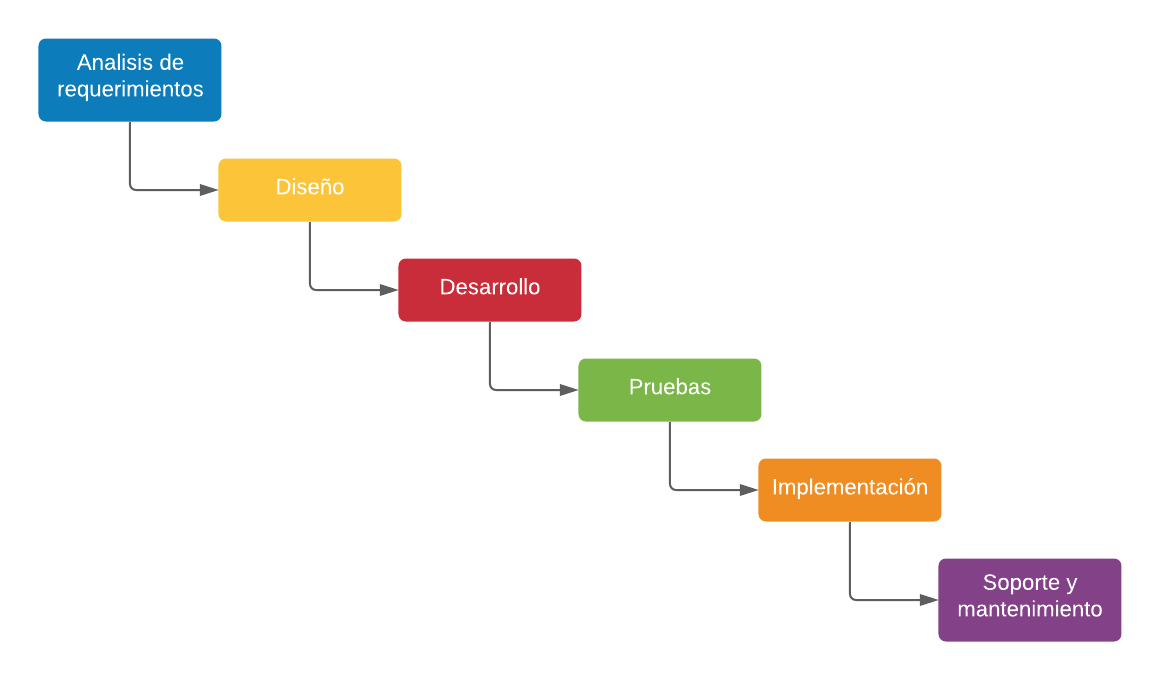 Analisis de
requerimientos
Diseño
Desarrollo
Pruebas
Implementación
Soporte y
mantenimiento